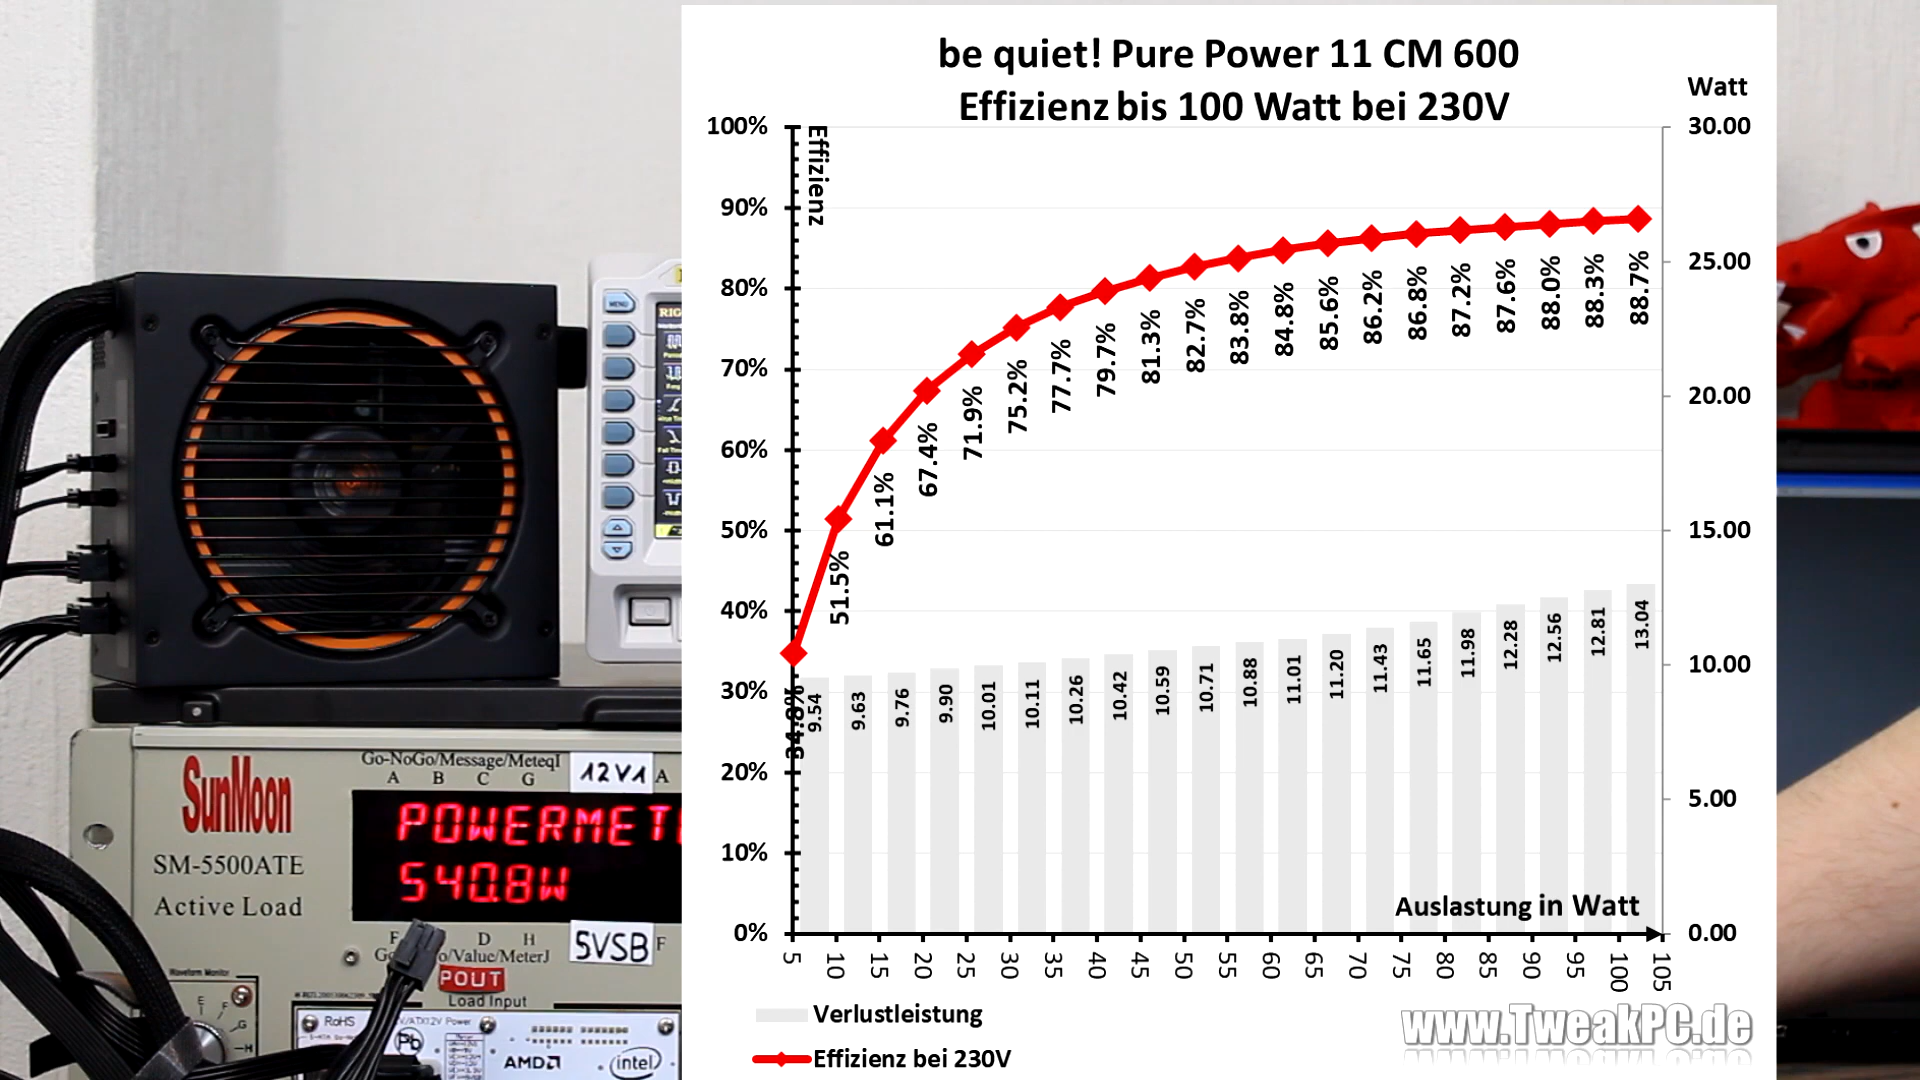 be quiet! Pure Power 11 CM 600
Effizienz bis 100 Watt bei 230V
Watt
Effizienz
100%
90%
80%
70%
60%
50%
40%
30%
20%
10%
0%
30.00
25.00
20.00
15.00
10.00
5.00
0.00
34.8%
51.5%
61.1%
67.4%
71.9%
75.2%
77.7%
79.7%
81.3%
82.7%
83.8%
84.8%
85.6%
86.2%
86.8%
87.2%
87.6%
88.0%
88.3%
88.7%
9.54
9.63
9.76
9.90
10.01
10.11
10.26
10.42
10.59
10.71
10.88
11.01
11.20
11.43
11.65
11.98
12.28
12.56
12.81
13.04
Auslastung in Watt
5 10 15 20 25 30 35 40 45 50 55 60 65 70 75 80 85 90 95 100 105
Verlustleistung
Effizienz bei 230V
www.TweakPC.de
MENU
RIG
SunMoon
SM-5500ATE
Active Load
Go-NoGo/Message/MeteqI
A B C G
12V1 A
POWERMET
540.8W
F D H
5VSB F
o/Value/MeterJ
POUT
Load Input
Waveform Monitor
E F
G
H
RoHS
Pb
/ATX12V Power
AMD
intel